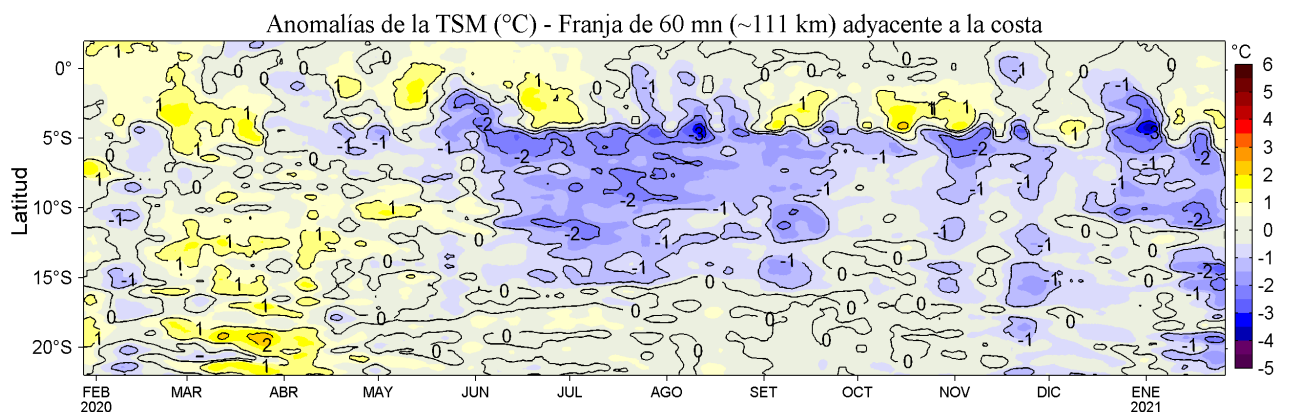 Anomalías de la TSM (°C) - Franja de 60 mn (~111 km) adyacente a la costa
°C
6
5
4
3
2
1
0
-1
-2
-3
-4
-5
Latitud
0°
5°S
10°S
15°S
20°S
FEB MAR ABR MAY JUN JUL AGO SET OCT NOV DIC ENE
2020 2021